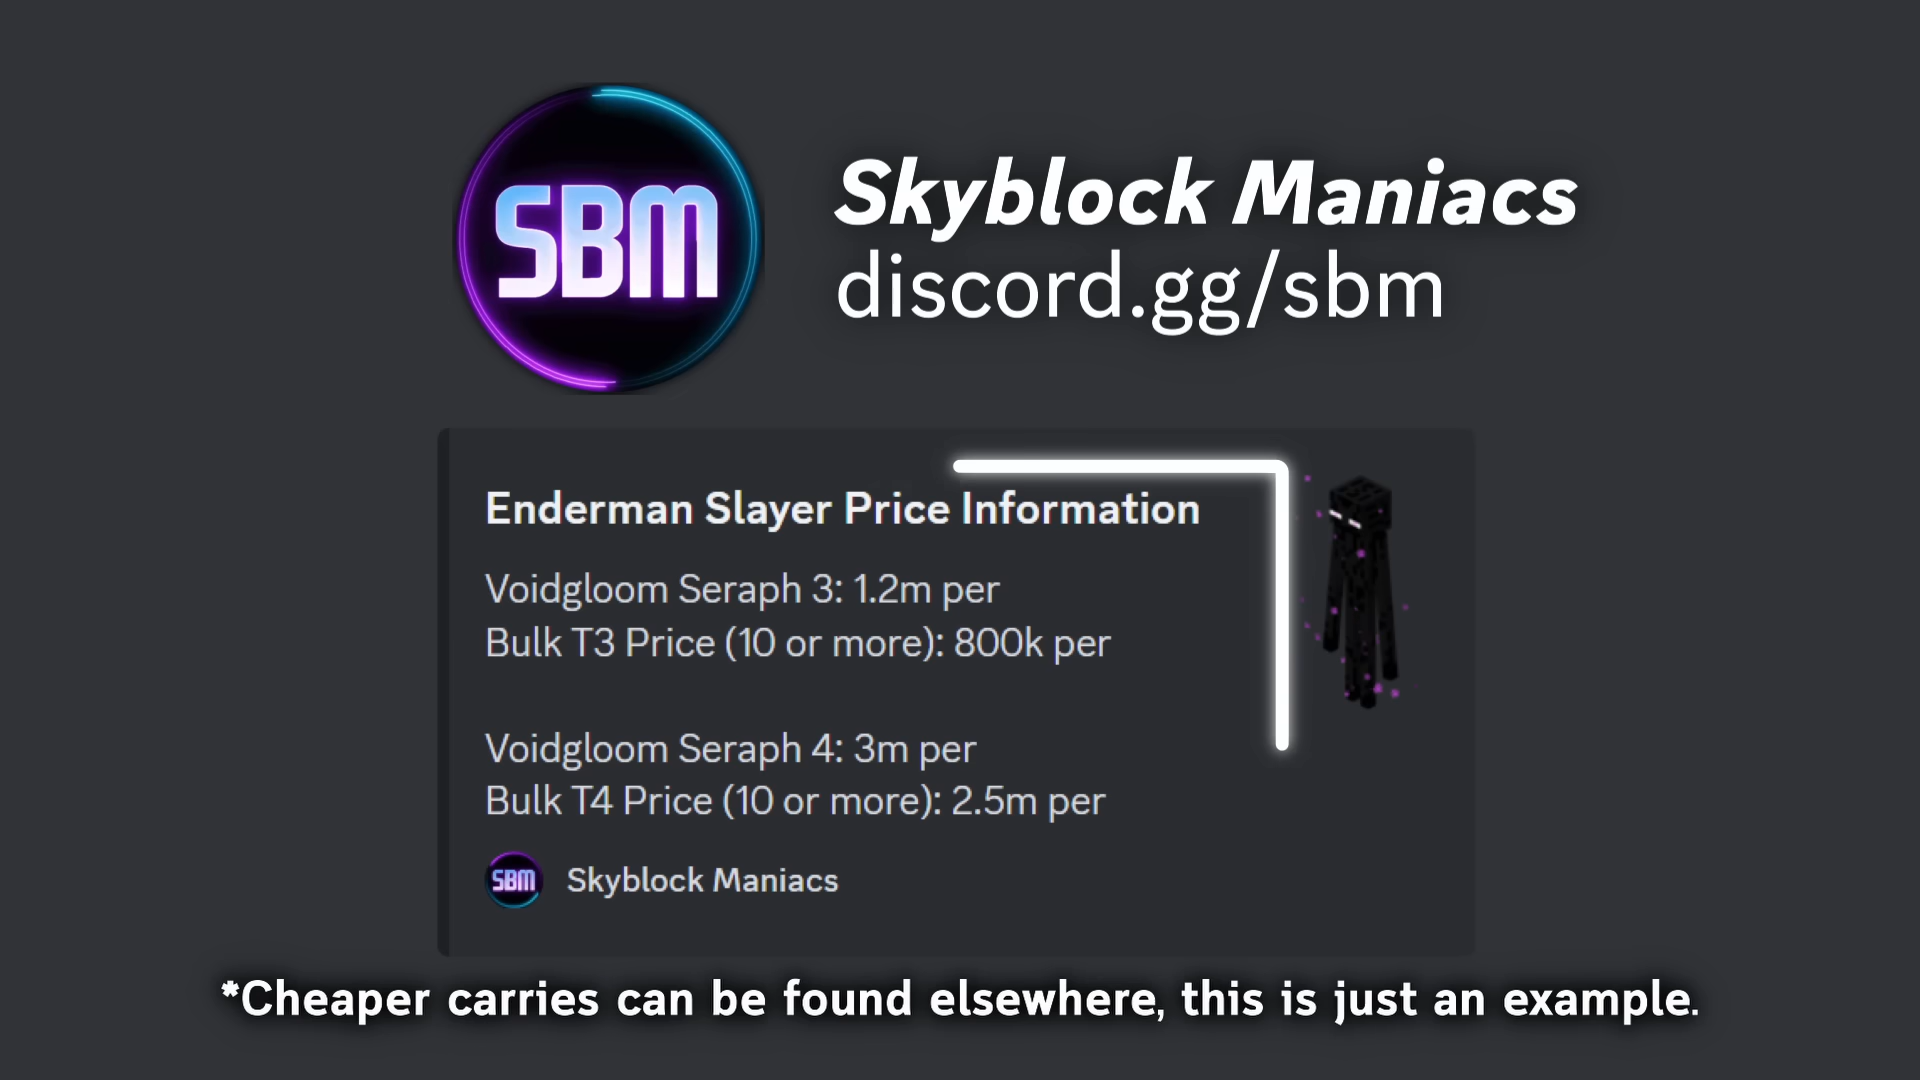 SBM
Skyblock Maniacs
discord.gg/sbm
Enderman Slayer Price Information
Voidgloom Seraph 3: 1.2m per
Bulk T3 Price (10 or more): 800k per
Voidgloom Seraph 4: 3m per
Bulk T4 Price (10 or more): 2.5m per
SBM Skyblock Maniacs
*Cheaper carries can be found elsewhere, this is just an example.